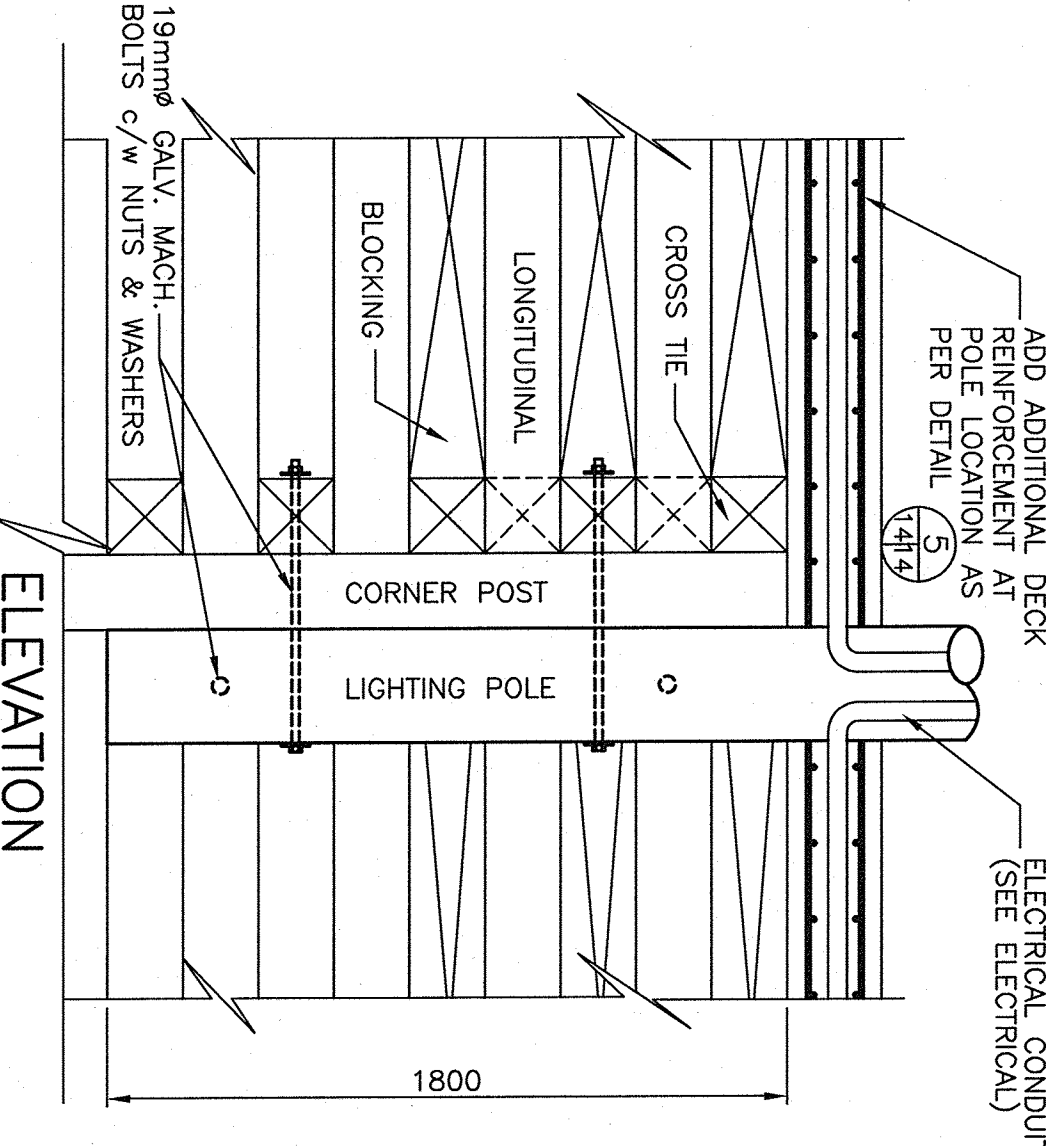 ADD ADDITIONAL DECK
REINFORCEMENT AT
POLE LOCATION AS
PER DETAIL
5
14 14
ELECTRICAL CONDUI
(SEE ELECTRICAL)
CROSS TIE
LONGITUDINAL
BLOCKING
CORNER POST
LIGHTING POLE
1800
19mmø GALV. MACH.
BOLTS c/w NUTS & WASHERS
ELEVATION